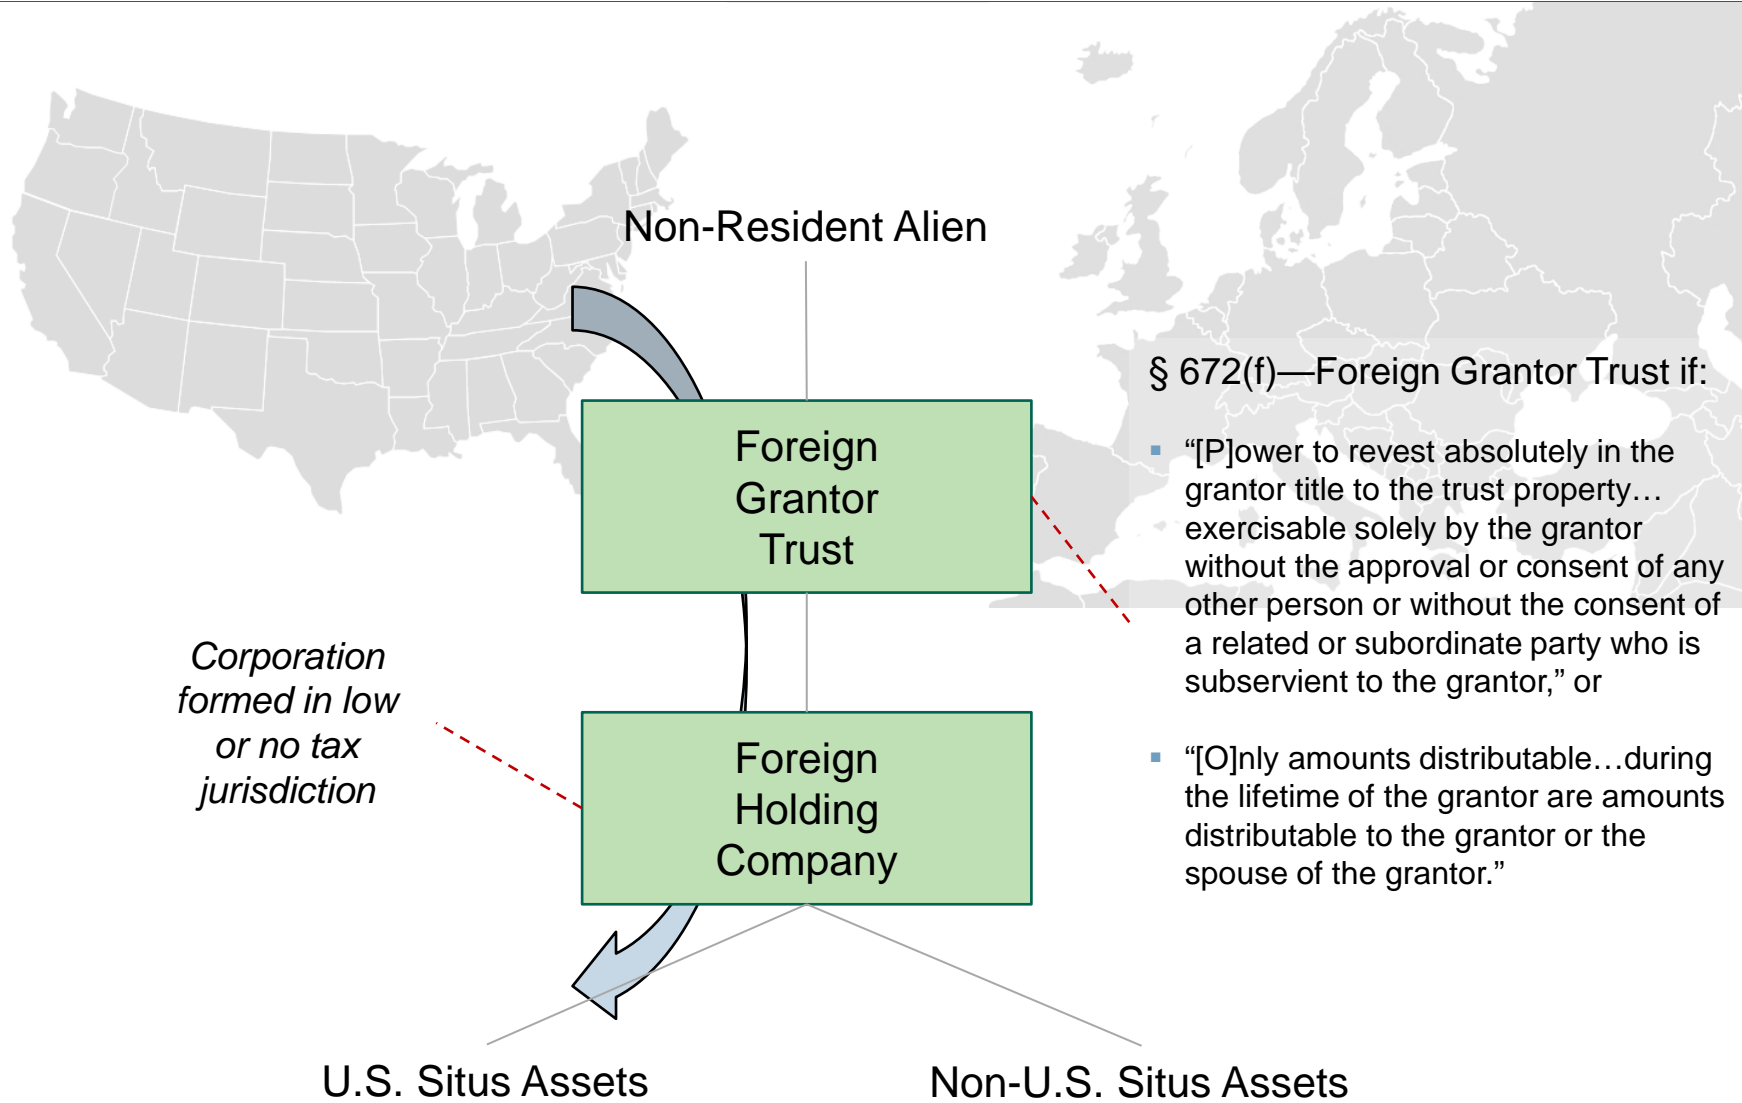 Non-Resident Alien
§ 672(f)—Foreign Grantor Trust if:
Foreign
Grantor
Trust
▪ “[P]ower to revest absolutely in the
grantor title to the trust property…
exercisable solely by the grantor
without the approval or consent of any
other person or without the consent of
a related or subordinate party who is
subservient to the grantor,” or
Corporation
formed in low
or no tax
jurisdiction
Foreign
Holding
Company
▪ “[O]nly amounts distributable…during
the lifetime of the grantor are amounts
distributable to the grantor or the
spouse of the grantor.”
U.S. Situs Assets
Non-U.S. Situs Assets